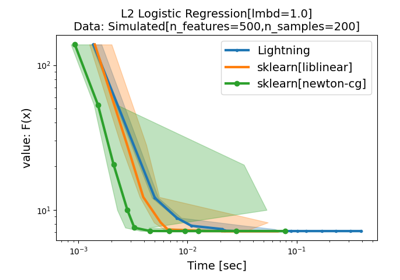 L2 Logistic Regression[lmbd=1.0]
Data: Simulated[n_features=500,n_samples=200]
Lightning
sklearn[liblinear]
sklearn[newton-cg]
value: F(x)
10²
10¹
10⁻³
10⁻²
10⁻¹
Time [sec]